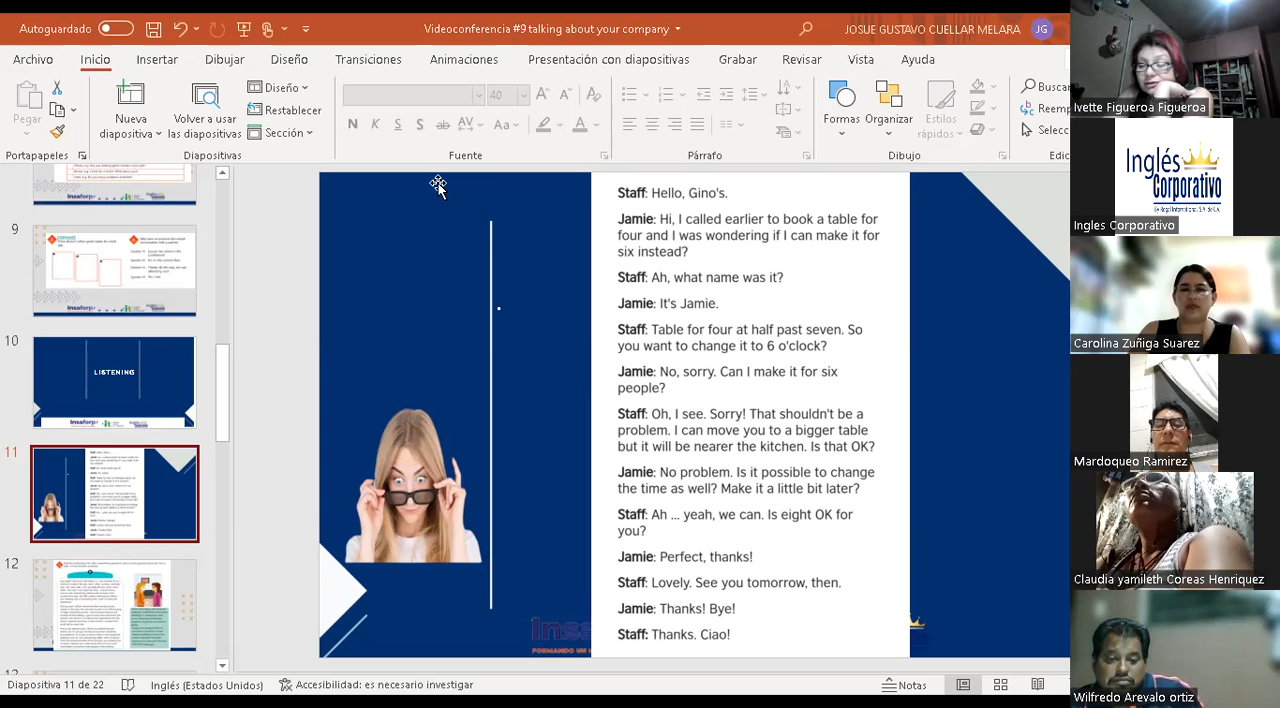 Autoguardado
Videoconferencia #9 talking about your company
JOSUE GUSTAVO CUELLAR MELARA
JG
Archivo
Inicio
Insertar
Dibujar
Diseño
Transiciones
Animaciones
Presentación con diapositivas
Grabar
Revisar
Vista
Ayuda
Pegar
Nueva
diapositiva
Volver a usar
las diapositivas
Diseño
Restablecer
Sección
40
N K S ab AV Aa A
Formas
Organizar
Estilos
rápidos
Buscar
Reemp
Selecc
Portapapeles
Diapositivas
Fuente
Párrafo
Dibujo
Edic
9
10
LISTENING
11
12
Staff: Hello, Gino's.
Jamie: Hi, I called earlier to book a table for
four and I was wondering if I can make it for
six instead?
Staff: Ah, what name was it?
Jamie: It's Jamie.
Staff: Table for four at half past seven. So
you want to change it to 6 o'clock?
Jamie: No, sorry. Can I make it for six
people?
Staff: Oh, I see. Sorry! That shouldn't be a
problem. I can move you to a bigger table
but it will be nearer the kitchen. Is that OK?
Jamie: No problem. Is it possible to change
the time as well? Make it a little bit later?
Staff: Ah ... yeah, we can. Is eight OK for
you?
Jamie: Perfect, thanks!
Staff: Lovely. See you tomorrow, then.
Jamie: Thanks! Bye!
Staff: Thanks. Ciao!
Insa
FORMANDO UN
Diapositiva 11 de 22
Inglés (Estados Unidos)
Accesibilidad: es necesario investigar
Notas
Ivette Figueroa Figueroa
Inglés
Corporativo
Ingles Corporativo
Carolina Zuñiga Suarez
Mardoqueo Ramirez
Claudia yamileth Coreas Henriquez
Wilfredo Arevalo ortiz